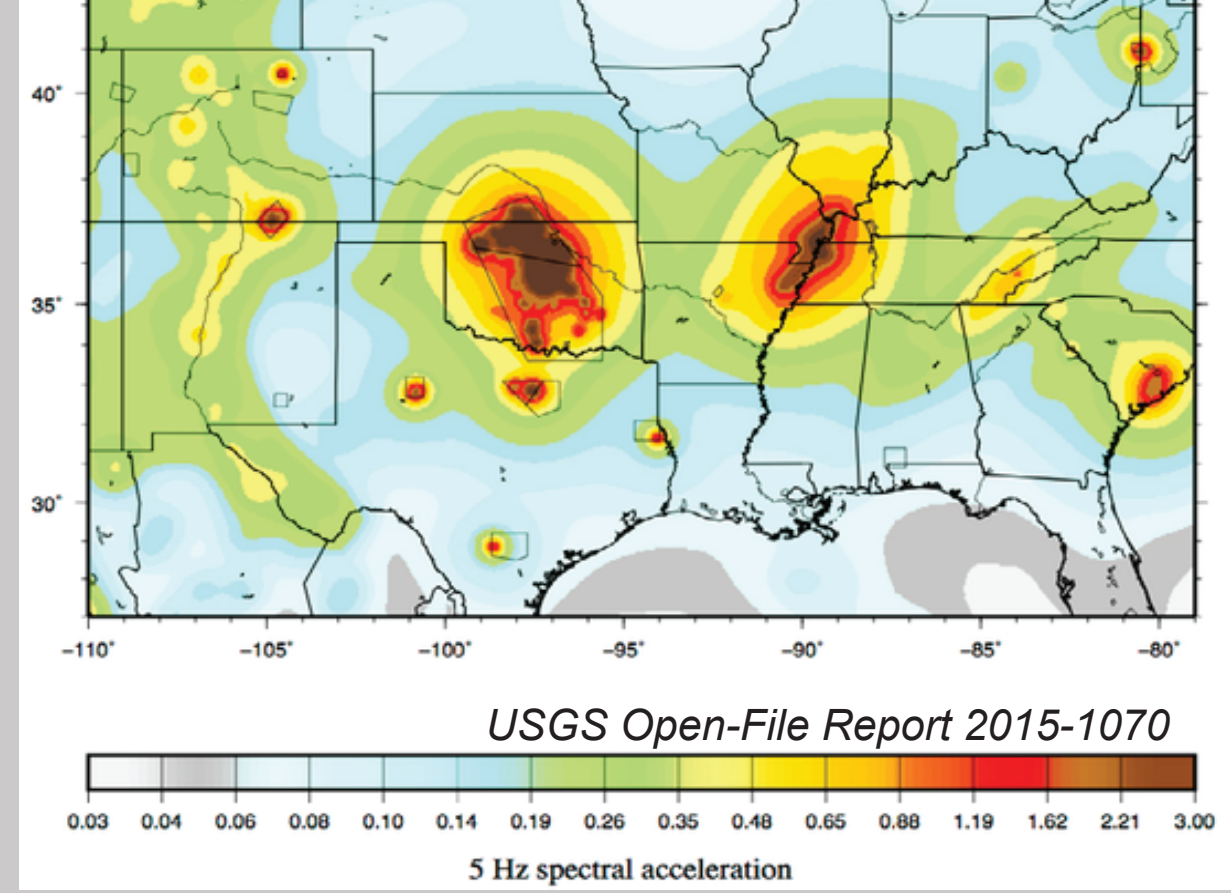 40°
35°
30°
−110° −105° −100° −95° −90° −85° −80°
USGS Open-File Report 2015-1070
0.03 0.04 0.06 0.08 0.10 0.14 0.19 0.26 0.35 0.48 0.65 0.88 1.19 1.62 2.21 3.00
5 Hz spectral acceleration